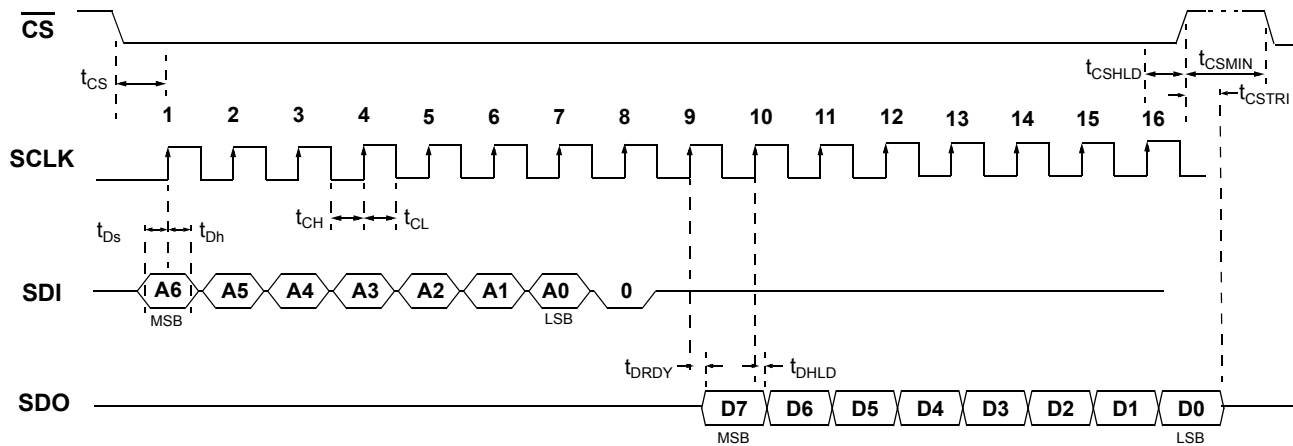 CS
tCS
tCSHLD
tCSMIN
tCSTRI
1 2 3 4 5 6 7 8 9 10 11 12 13 14 15 16
SCLK
tCH
tCL
tDs
tDh
SDI
A6 A5 A4 A3 A2 A1 A0 0
MSB
LSB
tDRDY
tDHLD
SDO
D7 D6 D5 D4 D3 D2 D1 D0
MSB
LSB